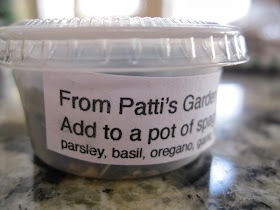 From Patti's Garden
Add to a pot of
parsley, basil, oregano,